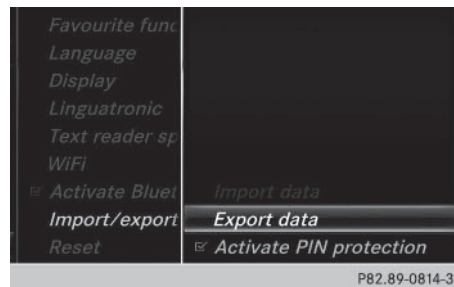 Favourite func
Language
Display
Linguatronic
Text reader sp
WiFi
Activate Bluet
Import/export
Reset
Import data
Export data
Activate PIN protection
P82.89-0814-3